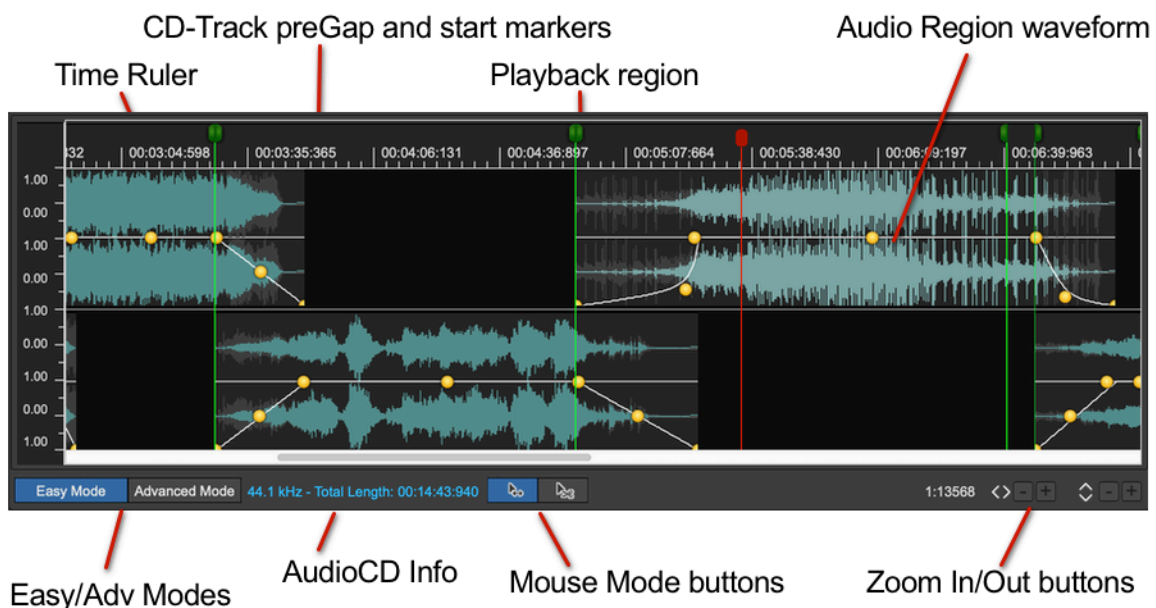 CD-Track preGap and start markers
Audio Region waveform
Time Ruler
Playback region
332 00:03:04:598 00:03:35:365 00:04:06:131 00:04:36:897 00:05:07:664 00:05:38:430 00:06:09:197 00:06:39:963
1.00
0.00
1.00
0.00
1.00
0.00
1.00
0.00
1.00
Easy Mode Advanced Mode 44.1 kHz - Total Length: 00:14:43:940 1:13568 <> - + - +
AudioCD Info
Mouse Mode buttons
Zoom In/Out buttons
Easy/Adv Modes